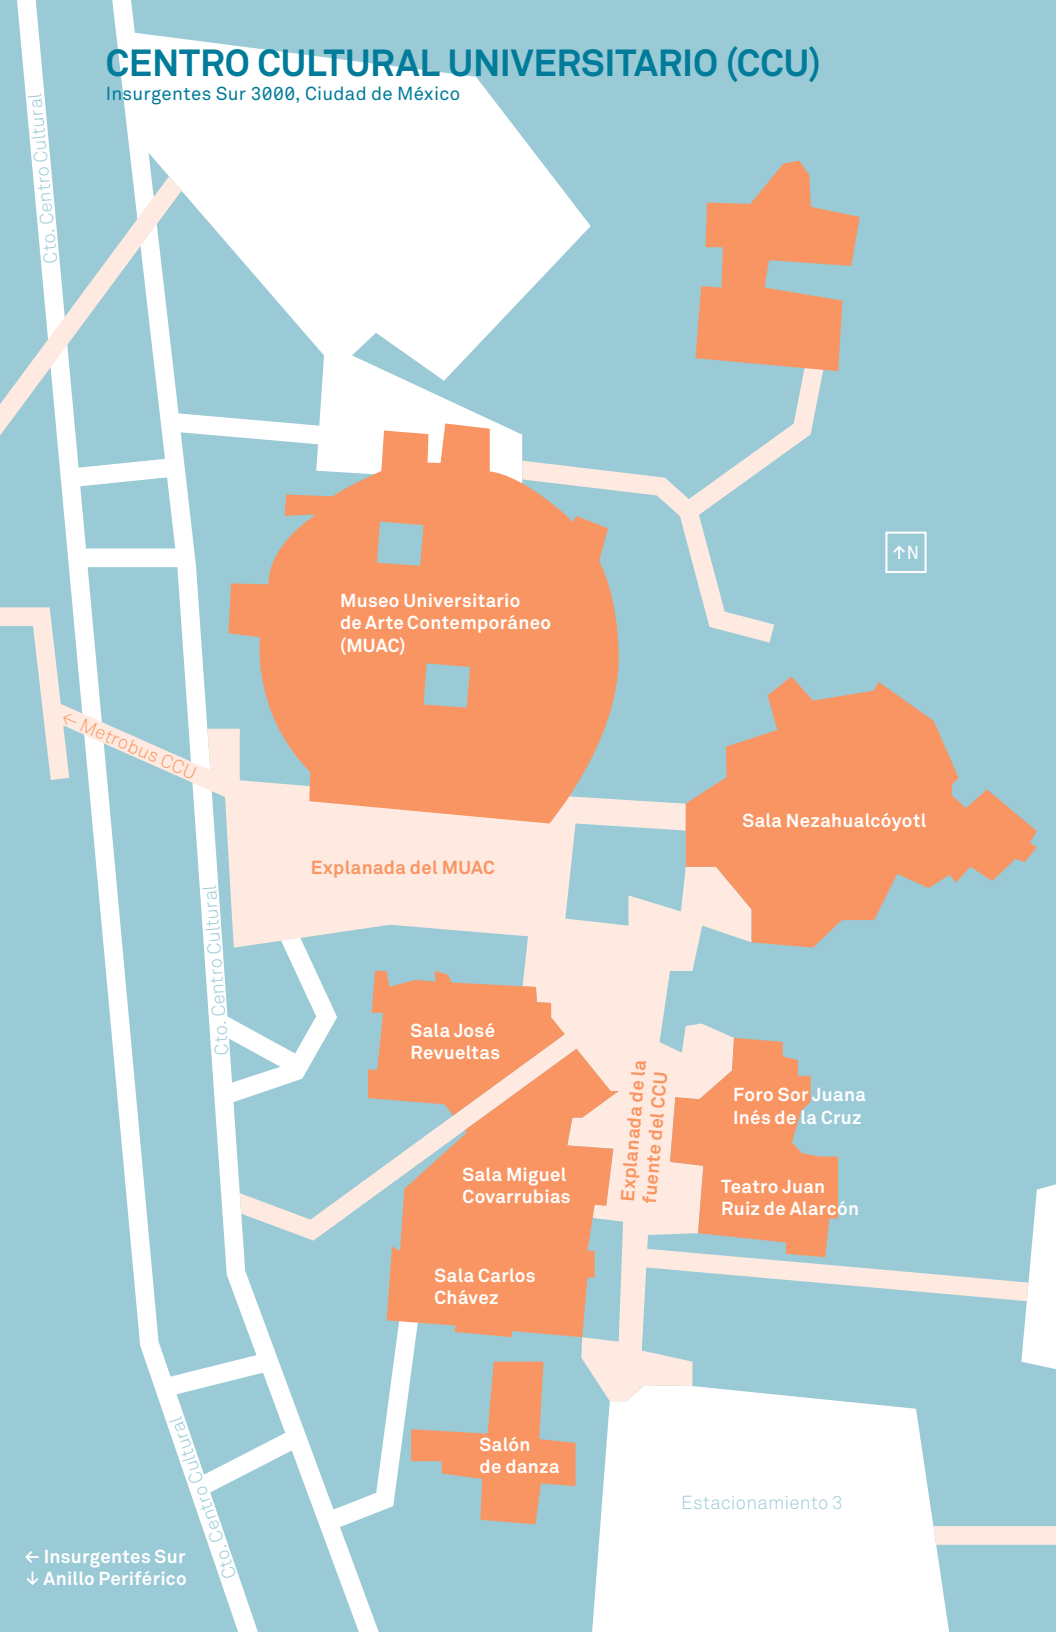 CENTRO CULTURAL UNIVERSITARIO (CCU)
Insurgentes Sur 3000, Ciudad de México
Cto. Centro Cultural
↑N
Museo Universitario
de Arte Contemporáneo
(MUAC)
← Metrobus CCU
Sala Nezahualcóyotl
Explanada del MUAC
Cto. Centro Cultural
Sala José
Revueltas
Explanada de la
fuente del CCU
Foro Sor Juana
Inés de la Cruz
Sala Miguel
Covarrubias
Teatro Juan
Ruiz de Alarcón
Sala Carlos
Chávez
Salón
de danza
Cto. Centro Cultural
Estacionamiento 3
← Insurgentes Sur
↓ Anillo Periférico